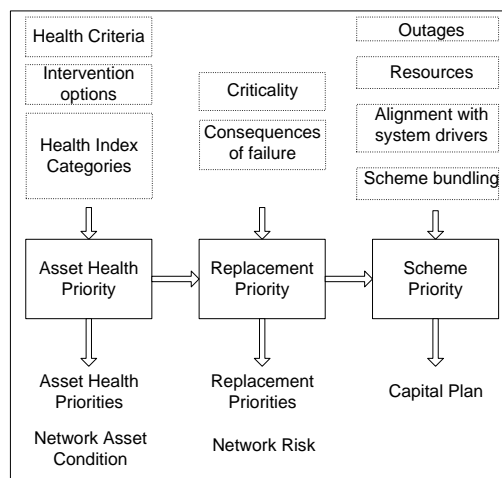 Health Criteria
Intervention
options
Health Index
Categories
Criticality
Consequences
of failure
Outages
Resources
Alignment with
system drivers
Scheme bundling
Asset Health
Priority
Replacement
Priority
Scheme
Priority
Asset Health
Priorities
Network Asset
Condition
Replacement
Priorities
Network Risk
Capital Plan